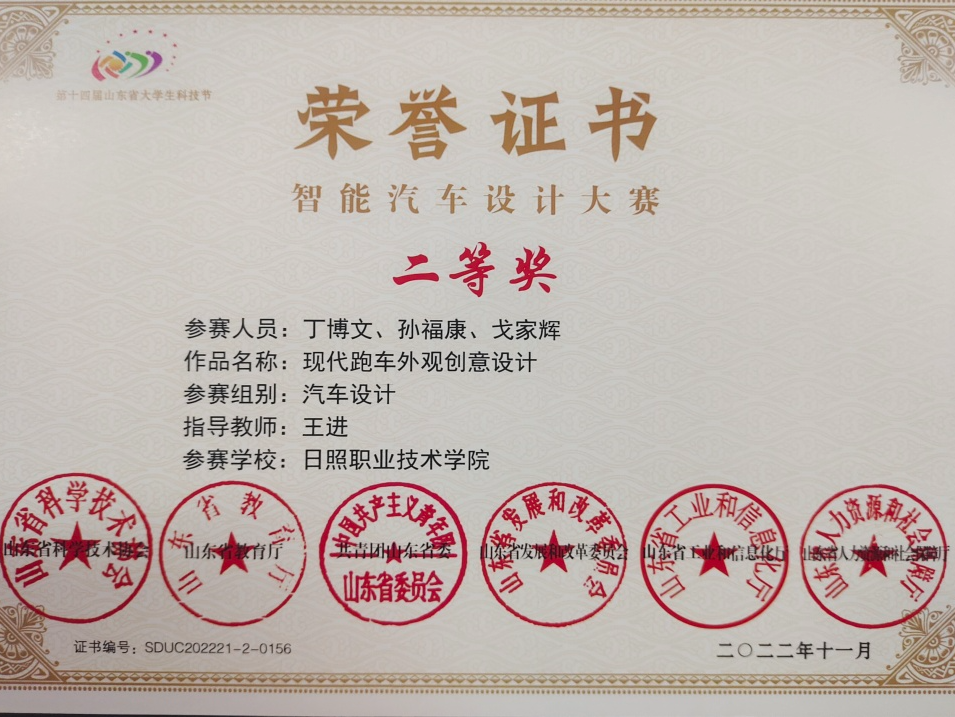 第十四届山东省大学生科技节
荣誉证书
智能汽车设计大赛
二等奖
参赛人员：丁博文、孙福康、戈家辉
作品名称：现代跑车外观创意设计
参赛组别：汽车设计
指导教师：王进
参赛学校：日照职业技术学院
山东省科学技术协会
山东省科学技术协会
山东省教育厅
山东省教育厅
中国共产主义青年团
共青团山东省委
山东省委员会
山东省发展和改革委员会
山东省发展和改革委员会
山东省工业和信息化厅
山东省工业和信息化厅
山东省人力资源和社会保障厅
山东省人力资源和社会保障厅
证书编号：SDUC202221-2-0156
二〇二二年十一月